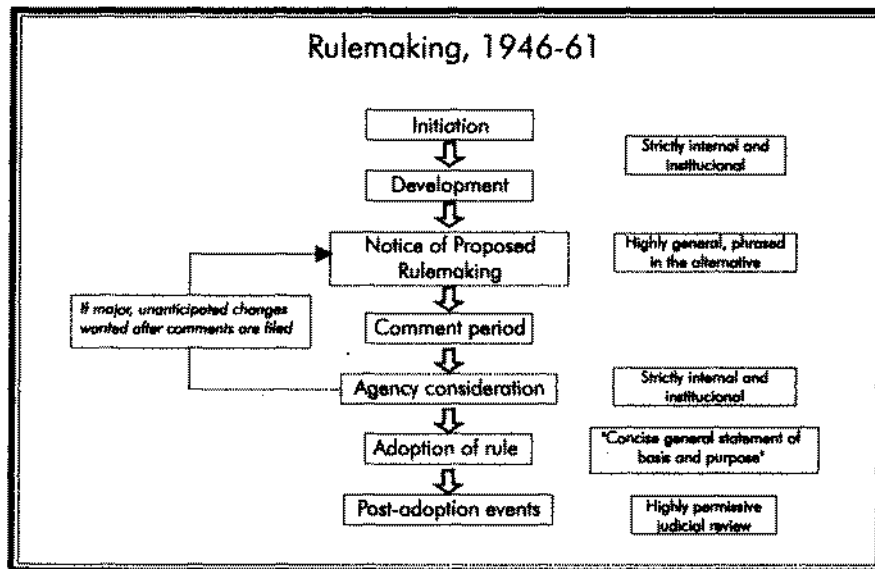 Rulemaking, 1946-61
Initiation
Strictly internal and
institucional
Development
Notice of Proposed
Rulemaking
Highly general, phrased
in the alternative
If major, unanticipated changes
wanted after comments are filed
Comment period
Agency consideration
Strictly internal and
institucional
Adoption of rule
"Concise general statement of
basis and purpose"
Post-adoption events
Highly permissive
judicial review